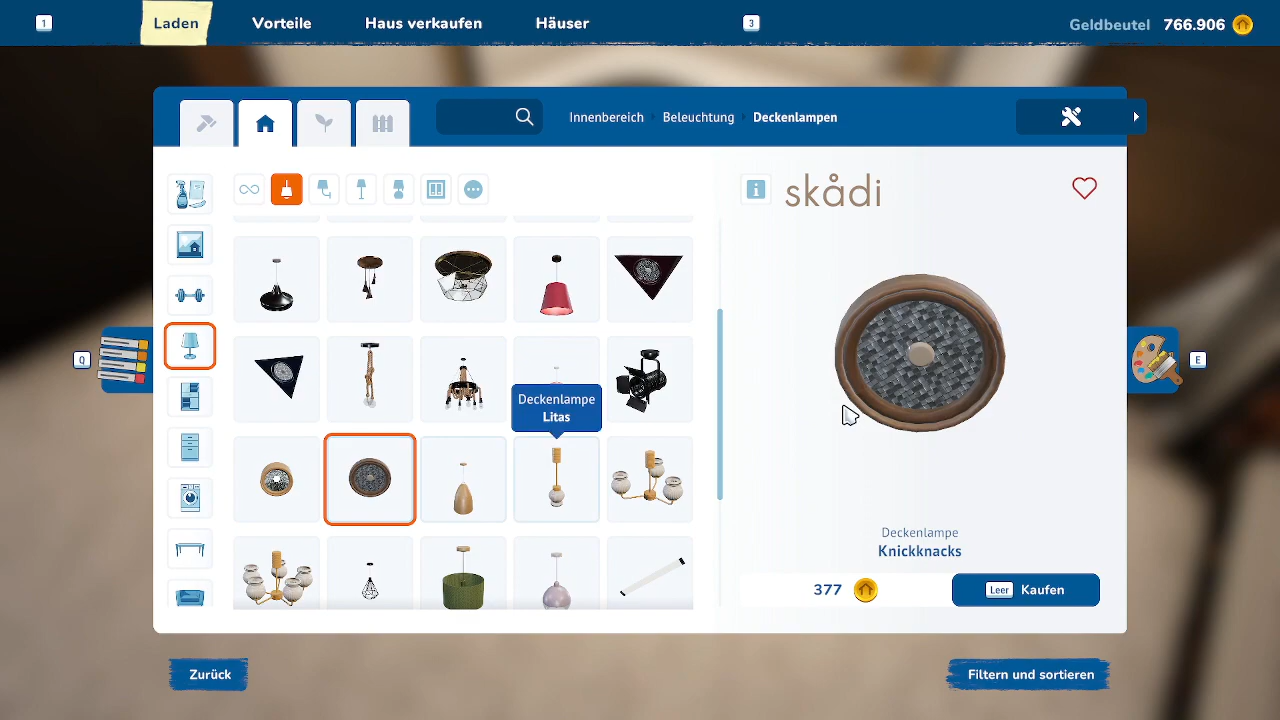 1
Laden
Vorteile
Haus verkaufen
Häuser
3
Geldbeutel 766.906
Innenbereich
Beleuchtung
Deckenlampen
skådi
Deckenlampe
Litas
Q
E
Deckenlampe
Knickknacks
377
Leer Kaufen
Zurück
Filtern und sortieren